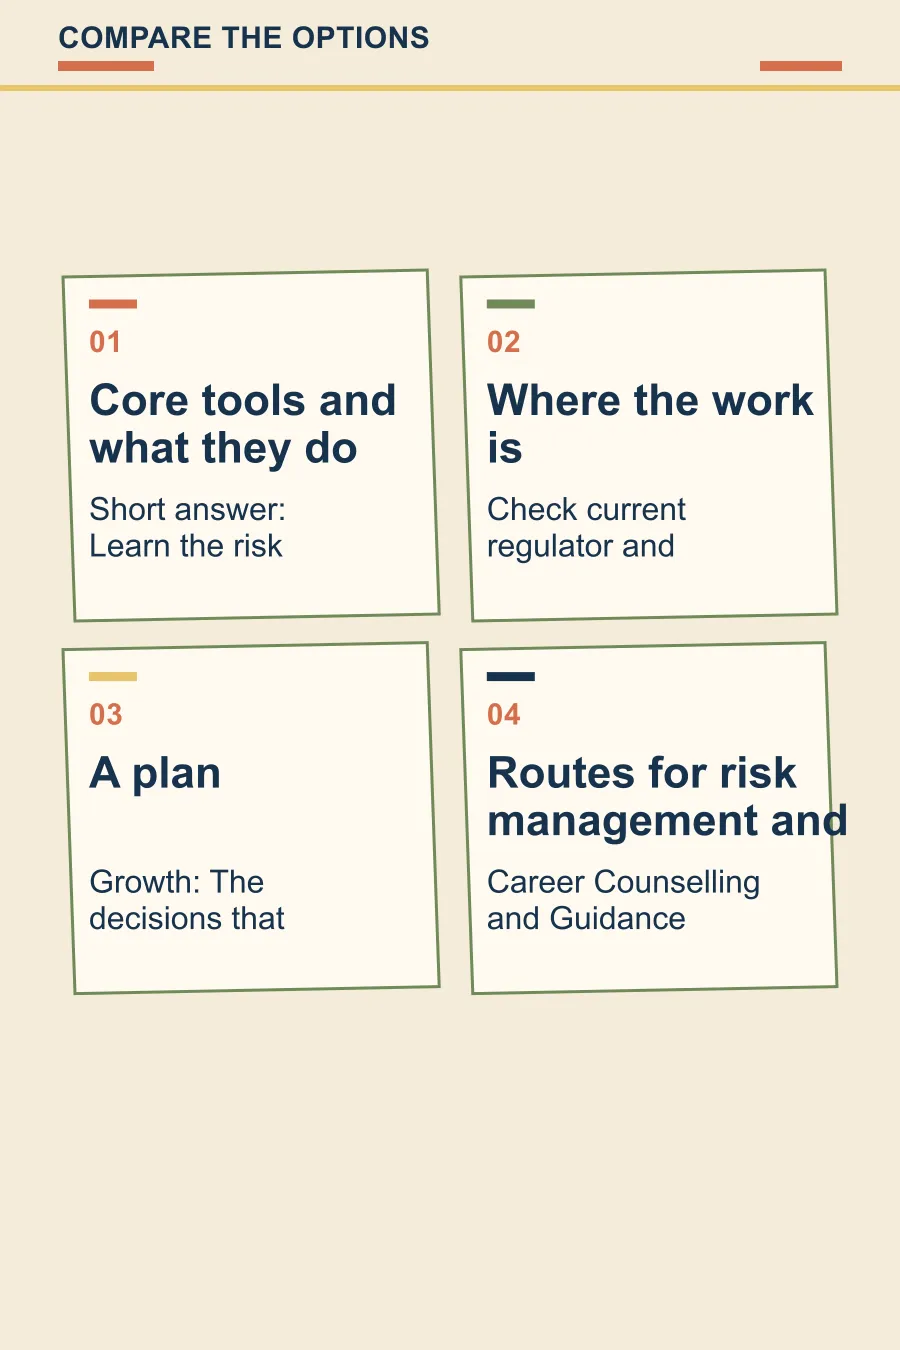 COMPARE THE OPTIONS
01
Core tools and
what they do
Short answer:
Learn the risk
02
Where the work
is
Check current
regulator and
03
A plan
Growth: The
decisions that
04
Routes for risk
management and
Career Counselling
and Guidance